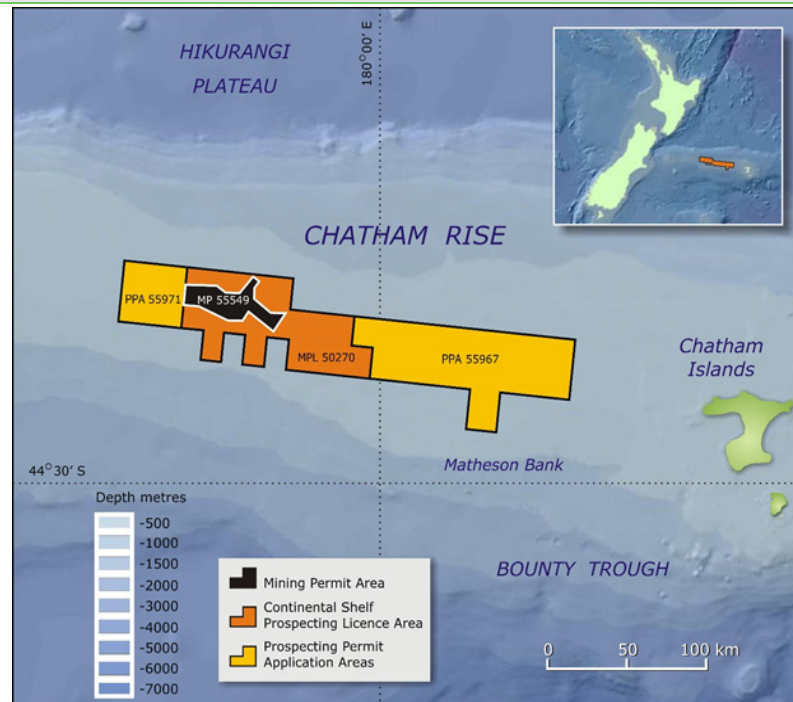 HIKURANGI
PLATEAU
180°00' E
CHATHAM RISE
PPA 55971
MP 55549
MPL 50270
PPA 55967
Chatham
Islands
Matheson Bank
44°30' S
BOUNTY TROUGH
Depth metres
-500
-1000
-1500
-2000
-3000
-4000
-5000
-6000
-7000
Mining Permit Area
Continental Shelf
Prospecting Licence Area
Prospecting Permit
Application Areas
0 50 100 km